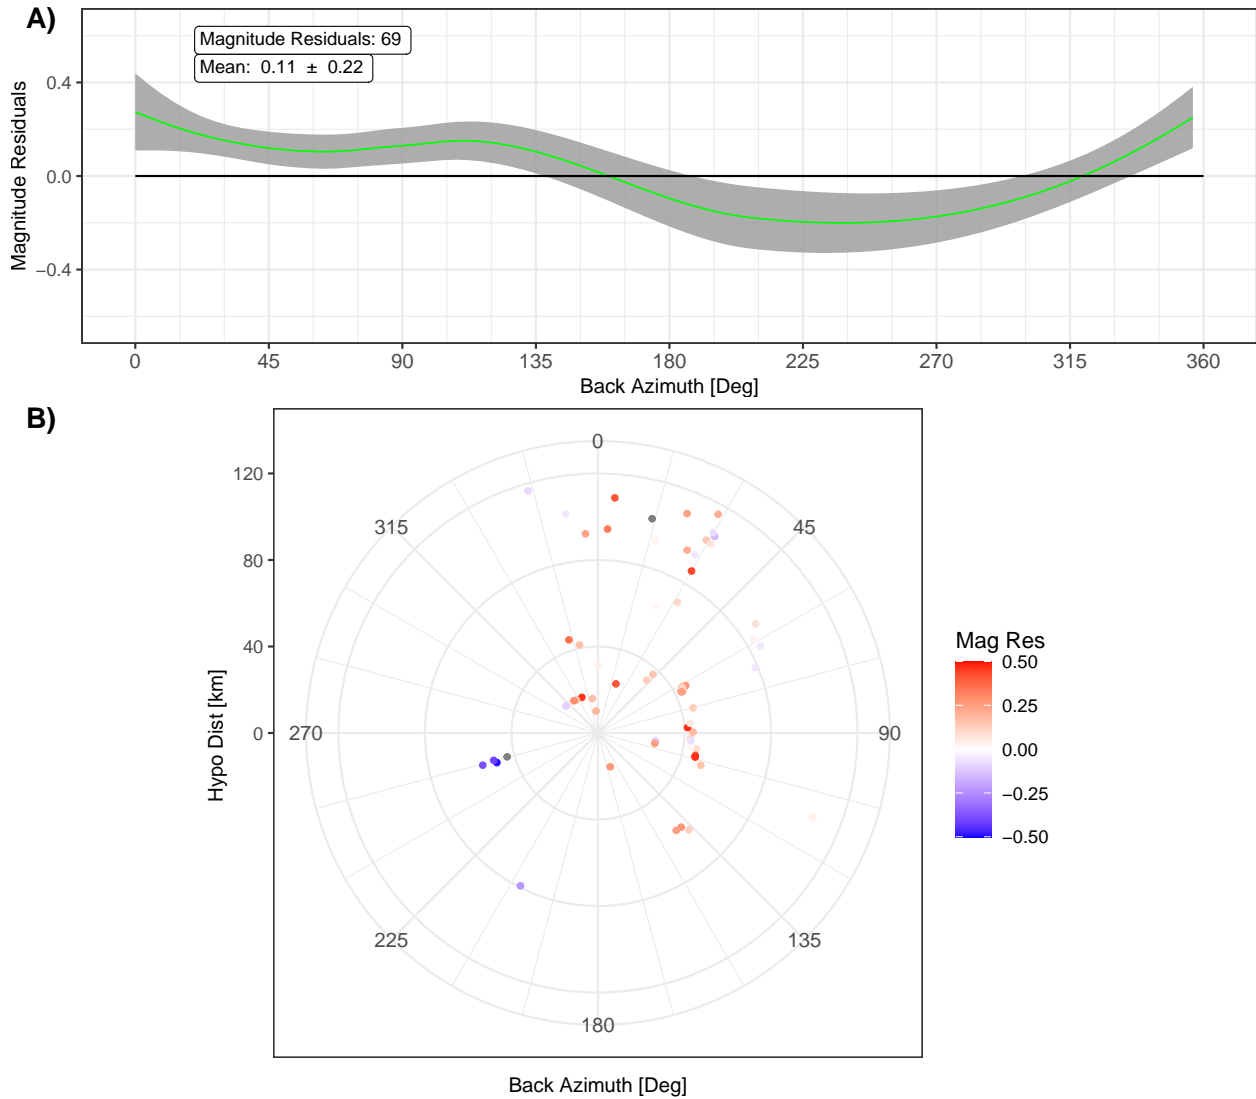 A)
Magnitude Residuals: 69
Mean:  0.11  ±  0.22
Magnitude Residuals
0.4
0.0
−0.4
0 45 90 135 180 225 270 315 360
Back Azimuth [Deg]
B)
Hypo Dist [km]
120
80
40
0
0
45
90
135
180
225
270
315
Back Azimuth [Deg]
Mag Res
0.50
0.25
0.00
−0.25
−0.50